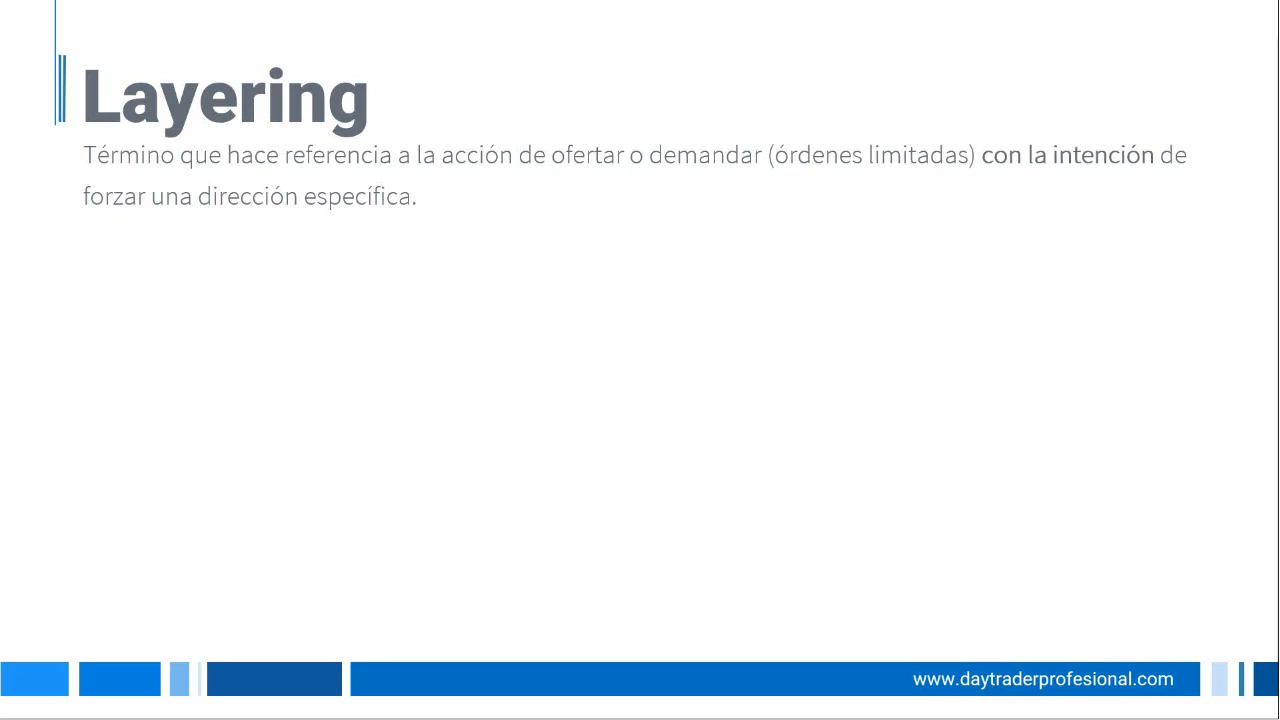 Layering
Término que hace referencia a la acción de ofertar o demandar (órdenes limitadas) con la intención de
forzar una dirección específica.
www.daytraderprofesional.com